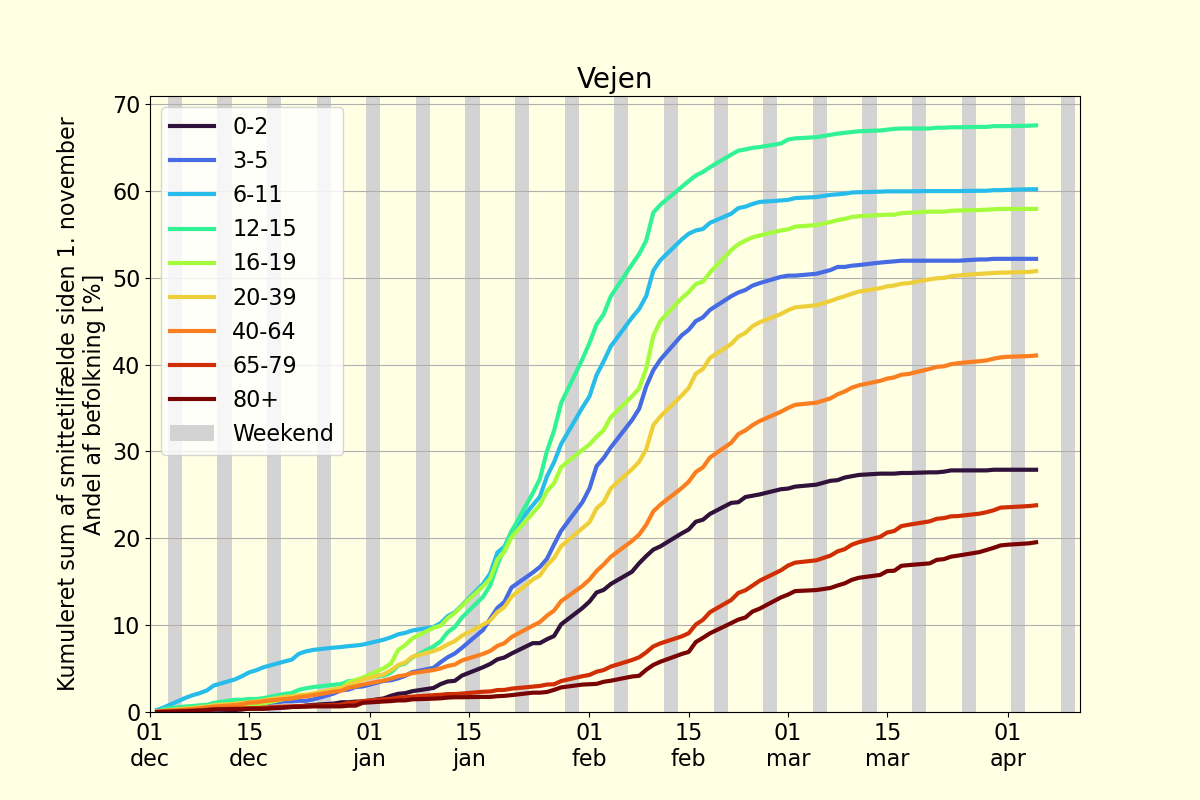 Vejen
Kumuleret sum af smittetilfælde siden 1. november
Andel af befolkning [%]
70
60
50
40
30
20
10
0
0-2
3-5
6-11
12-15
16-19
20-39
40-64
65-79
80+
Weekend
01 15 01 15 01 15 01 15 01
dec dec jan jan feb feb mar mar apr